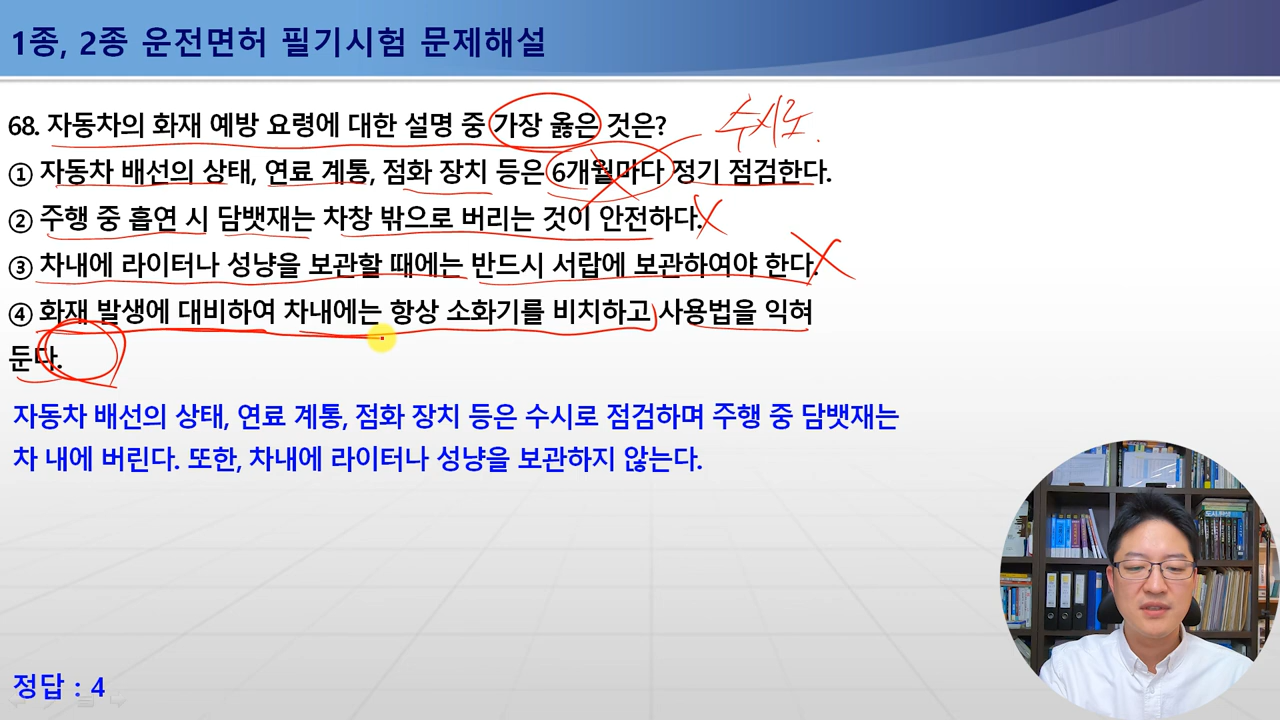 1종, 2종 운전면허 필기시험 문제해설
68. 자동차의 화재 예방 요령에 대한 설명 중 가장 옳은 것은?
수시로.
① 자동차 배선의 상태, 연료 계통, 점화 장치 등은 6개월마다 정기 점검한다.
② 주행 중 흡연 시 담뱃재는 차창 밖으로 버리는 것이 안전하다.
③ 차내에 라이터나 성냥을 보관할 때에는 반드시 서랍에 보관하여야 한다.
④ 화재 발생에 대비하여 차내에는 항상 소화기를 비치하고 사용법을 익혀
둔다.
자동차 배선의 상태, 연료 계통, 점화 장치 등은 수시로 점검하며 주행 중 담뱃재는
차 내에 버린다. 또한, 차내에 라이터나 성냥을 보관하지 않는다.
정답 : 4